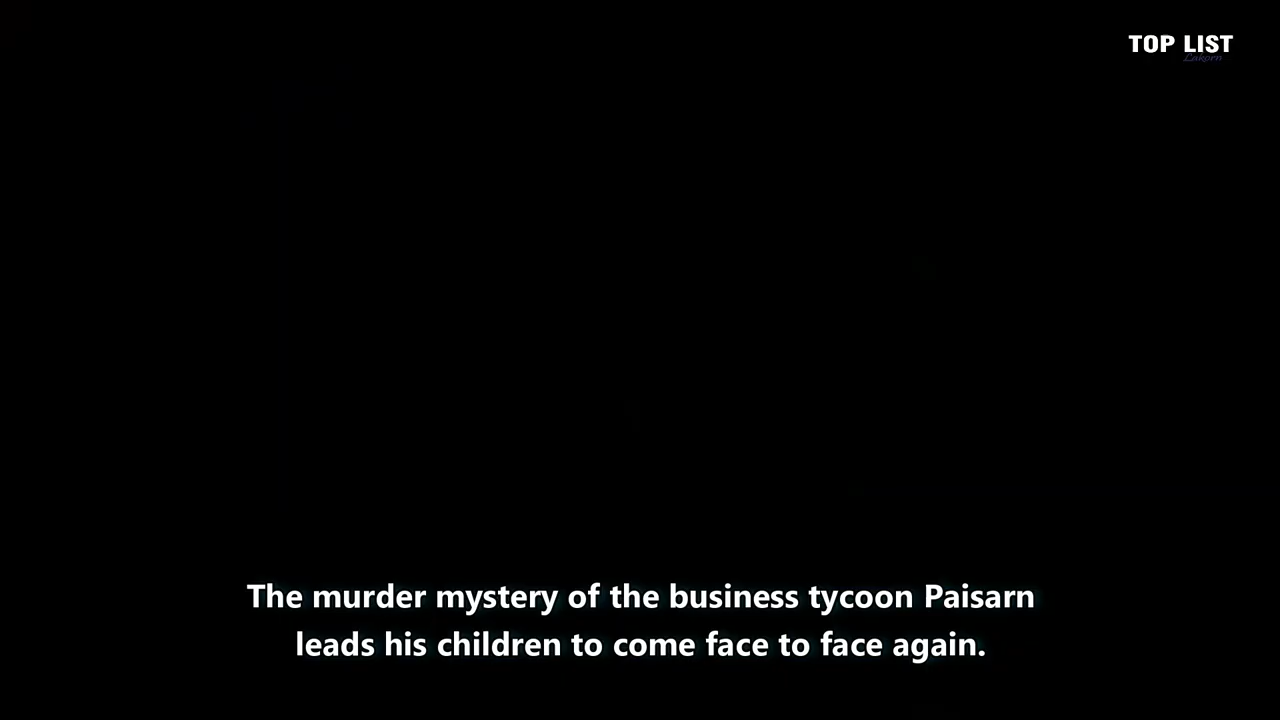 TOP LIST
Lakorn
The murder mystery of the business tycoon Paisarn
leads his children to come face to face again.